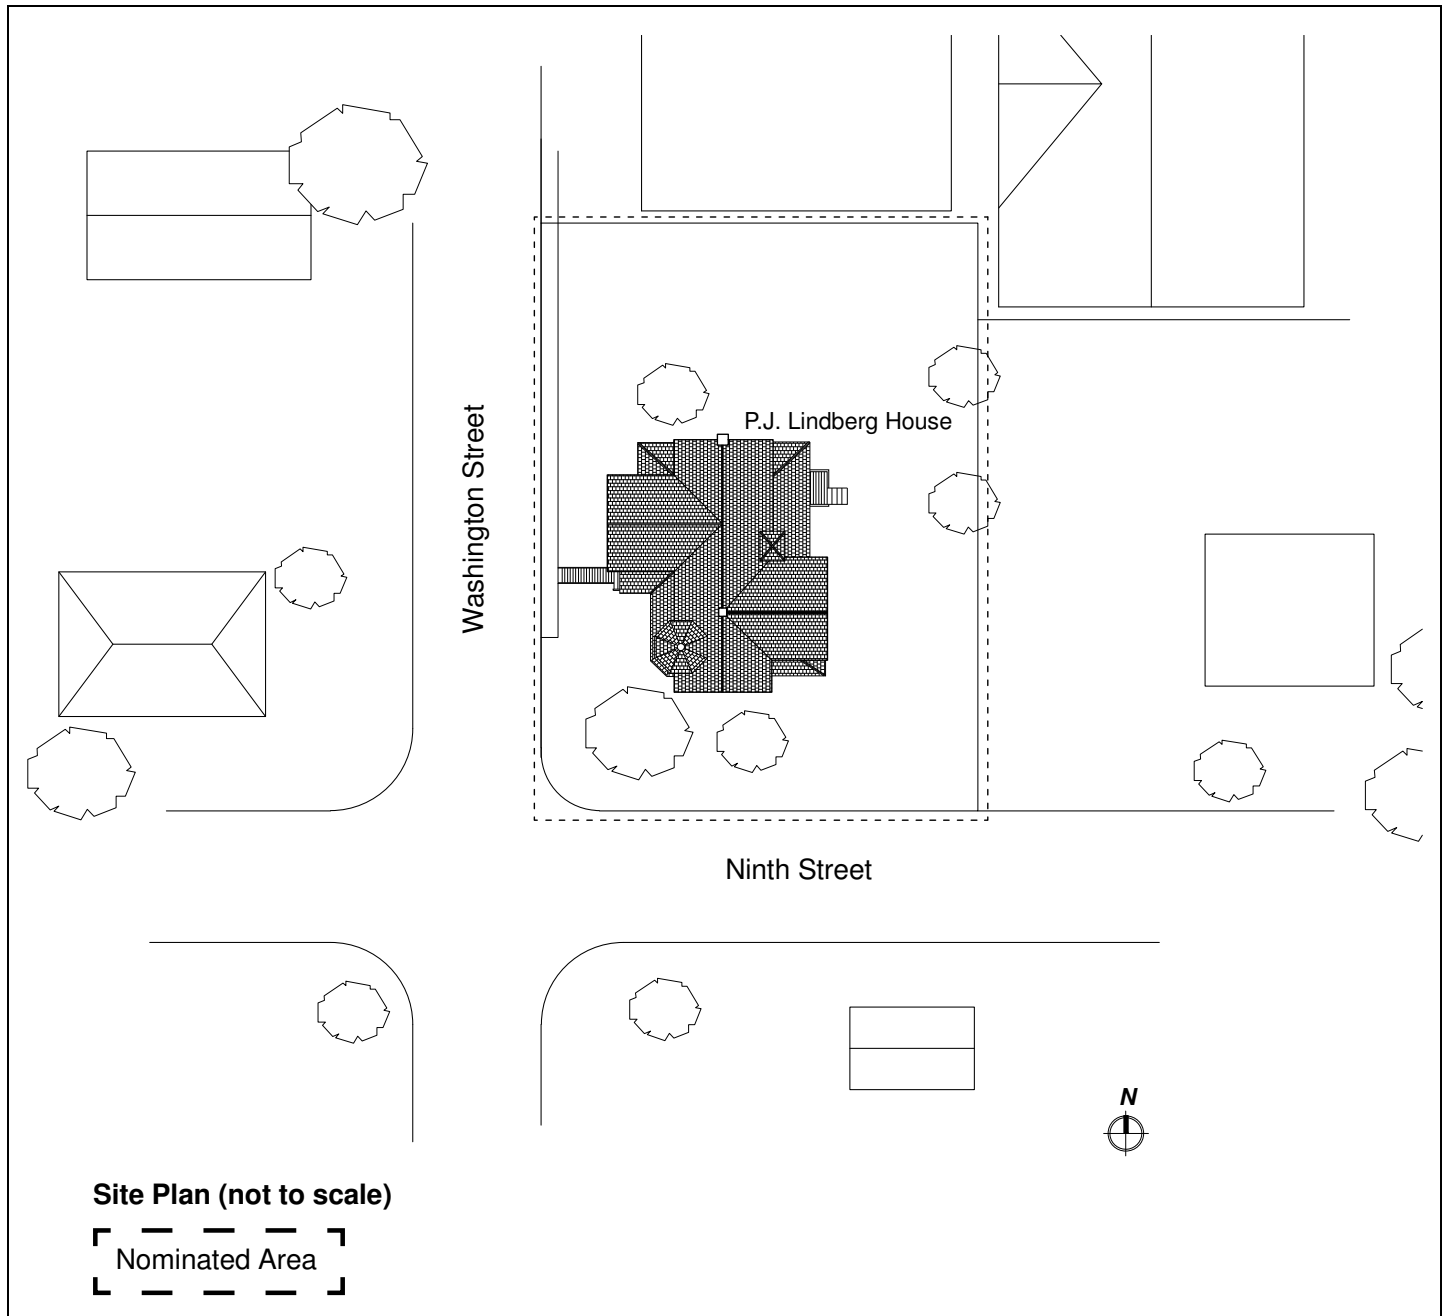 P.J. Lindberg House
Washington Street
Ninth Street
N
Site Plan (not to scale)
Nominated Area